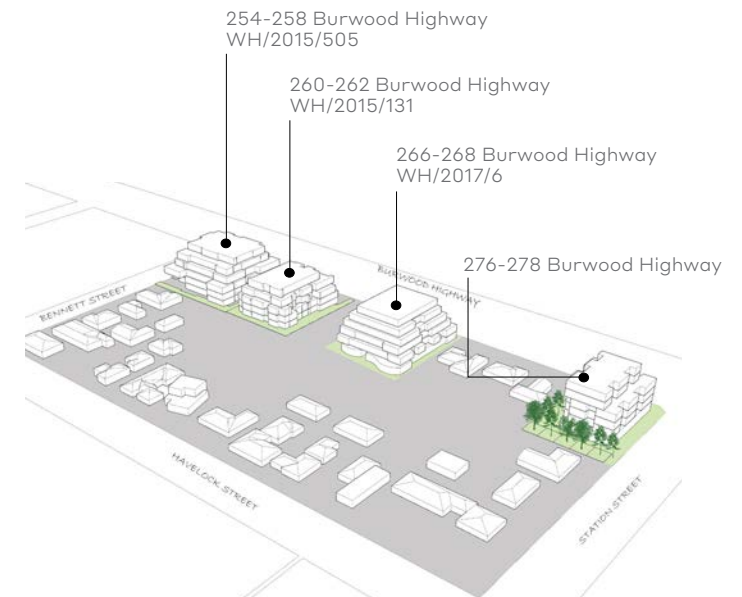 254-258 Burwood Highway
WH/2015/505
260-262 Burwood Highway
WH/2015/131
266-268 Burwood Highway
WH/2017/6
276-278 Burwood Highway
BURWOOD HIGHWAY
BENNETT STREET
HAVELOCK STREET
STATION STREET